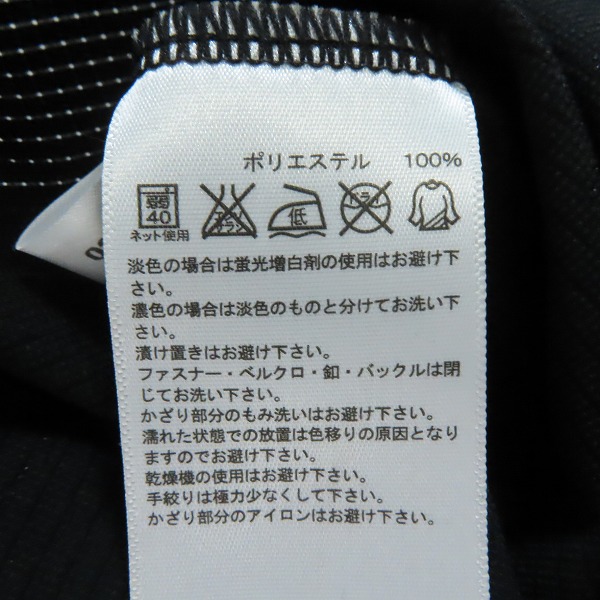 ポリエステル 100%
弱 40 エンソサラシ 低 ドライ
ネット使用
淡色の場合は蛍光増白剤の使用はお避け下
さい。
濃色の場合は淡色のものと分けてお洗い下
さい。
漬け置きはお避け下さい。
ファスナー・ベルクロ・釦・バックルは閉
じてお洗い下さい。
かざり部分のもみ洗いはお避け下さい。
濡れた状態での放置は色移りの原因となり
ますのでお避け下さい。
乾燥機の使用はお避け下さい。
手絞りは極力少なくして下さい。
かざり部分のアイロンはお避け下さい。